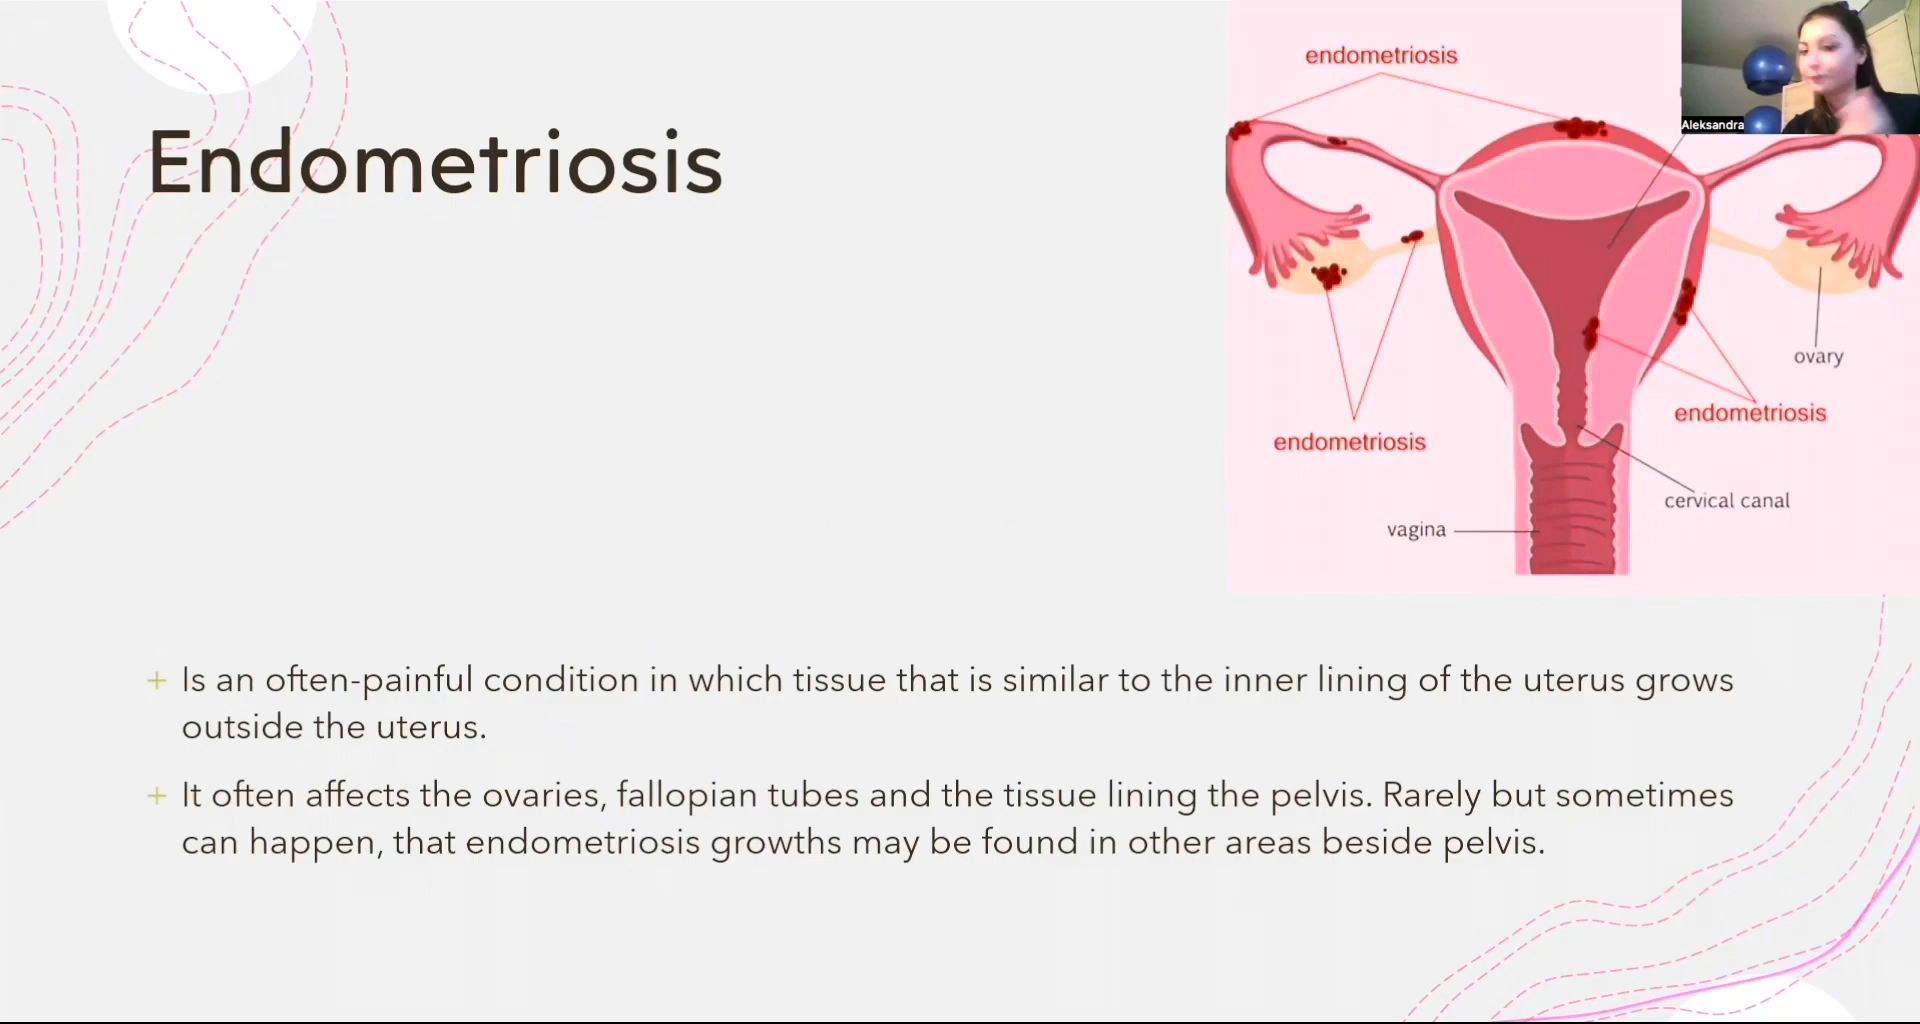 Endometriosis
endometriosis
Aleksandra
ovary
endometriosis
endometriosis
cervical canal
vagina
+ Is an often-painful condition in which tissue that is similar to the inner lining of the uterus grows
outside the uterus.
+ It often affects the ovaries, fallopian tubes and the tissue lining the pelvis. Rarely but sometimes
can happen, that endometriosis growths may be found in other areas beside pelvis.